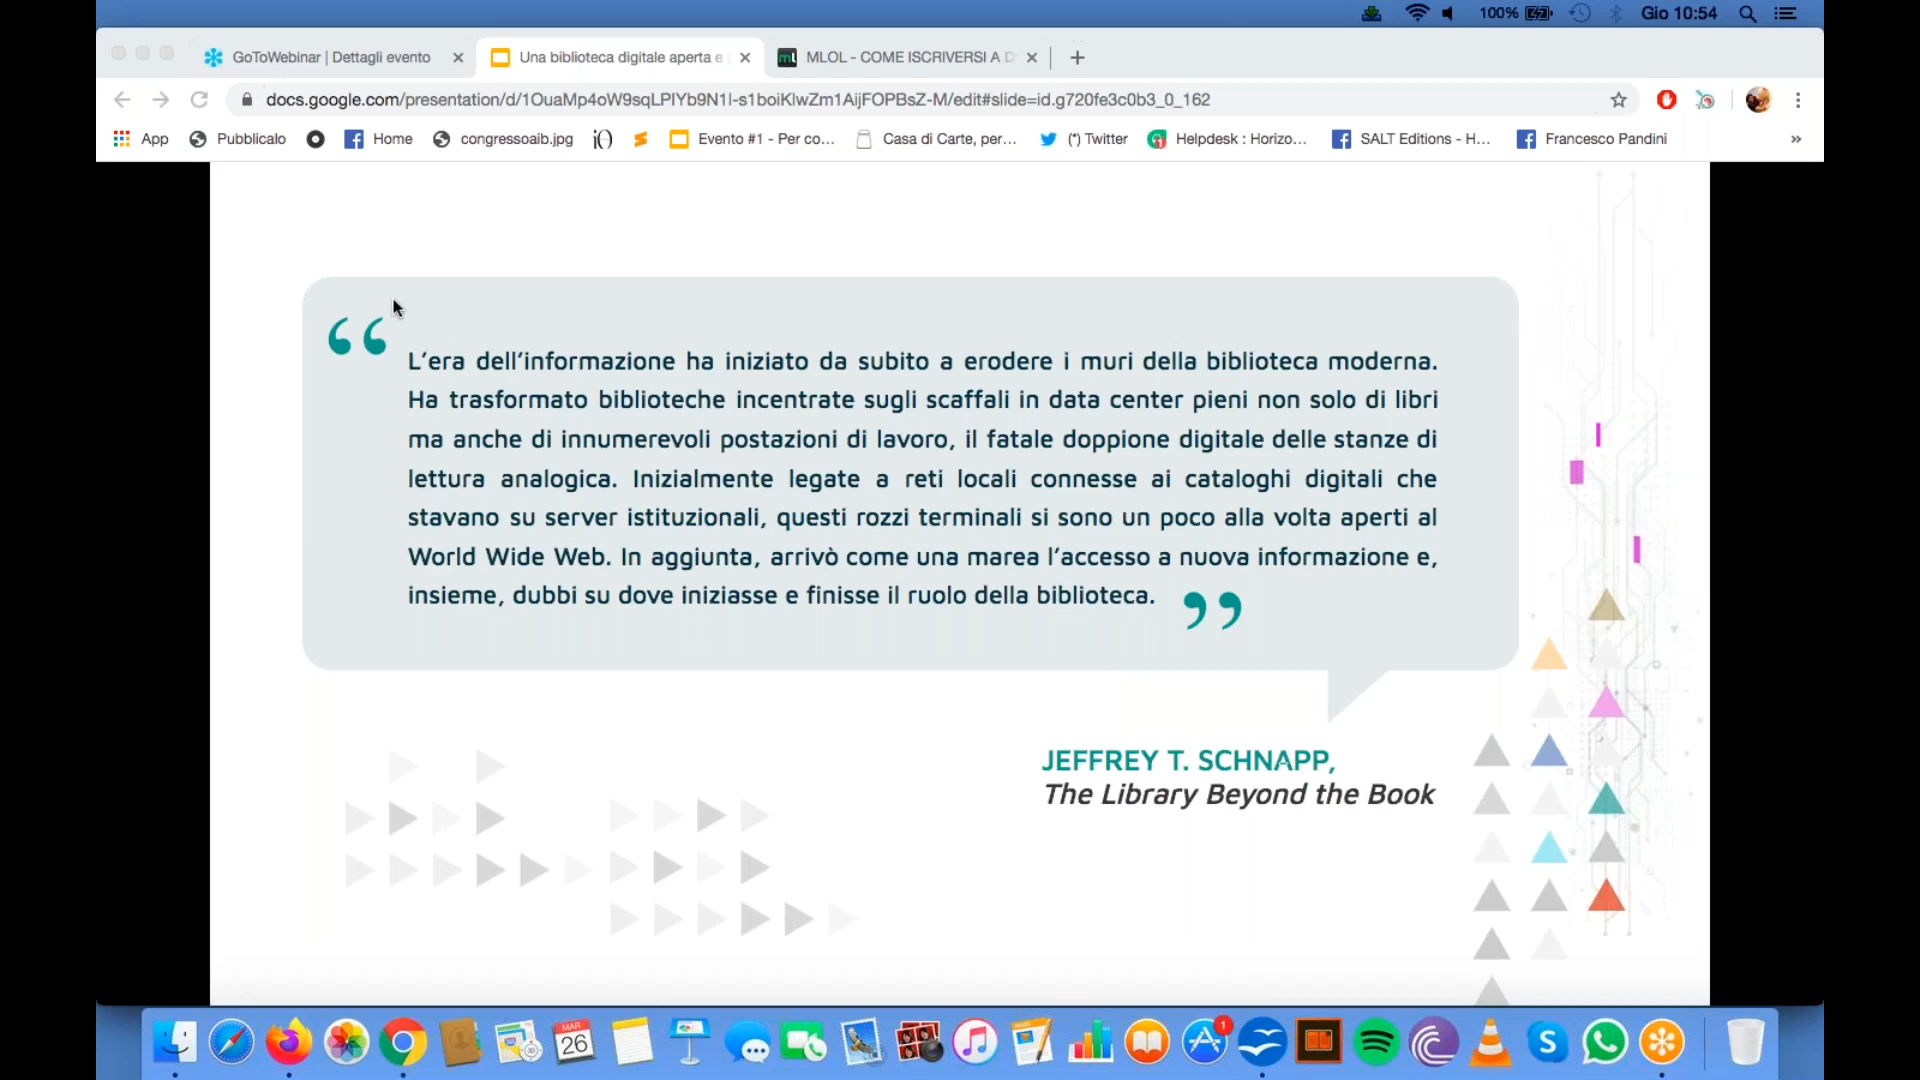 100% Gio 10:54
GoToWebinar | Dettagli evento
Una biblioteca digitale aperta e
MLOL - COME ISCRIVERSI A D
docs.google.com/presentation/d/1OuaMp4oW9sqLPIYb9N1I-s1boiKlwZm1AijFOPBsZ-M/edit#slide=id.g720fe3c0b3_0_162
App Pubblicalo Home congressoaib.jpg Evento #1 - Per co... Casa di Carte, per... (*) Twitter Helpdesk : Horizo... SALT Editions - H... Francesco Pandini »
“ L’era dell’informazione ha iniziato da subito a erodere i muri della biblioteca moderna.
Ha trasformato biblioteche incentrate sugli scaffali in data center pieni non solo di libri
ma anche di innumerevoli postazioni di lavoro, il fatale doppione digitale delle stanze di
lettura analogica. Inizialmente legate a reti locali connesse ai cataloghi digitali che
stavano su server istituzionali, questi rozzi terminali si sono un poco alla volta aperti al
World Wide Web. In aggiunta, arrivò come una marea l’accesso a nuova informazione e,
insieme, dubbi su dove iniziasse e finisse il ruolo della biblioteca. ”
JEFFREY T. SCHNAPP,
The Library Beyond the Book
MAR
26
1